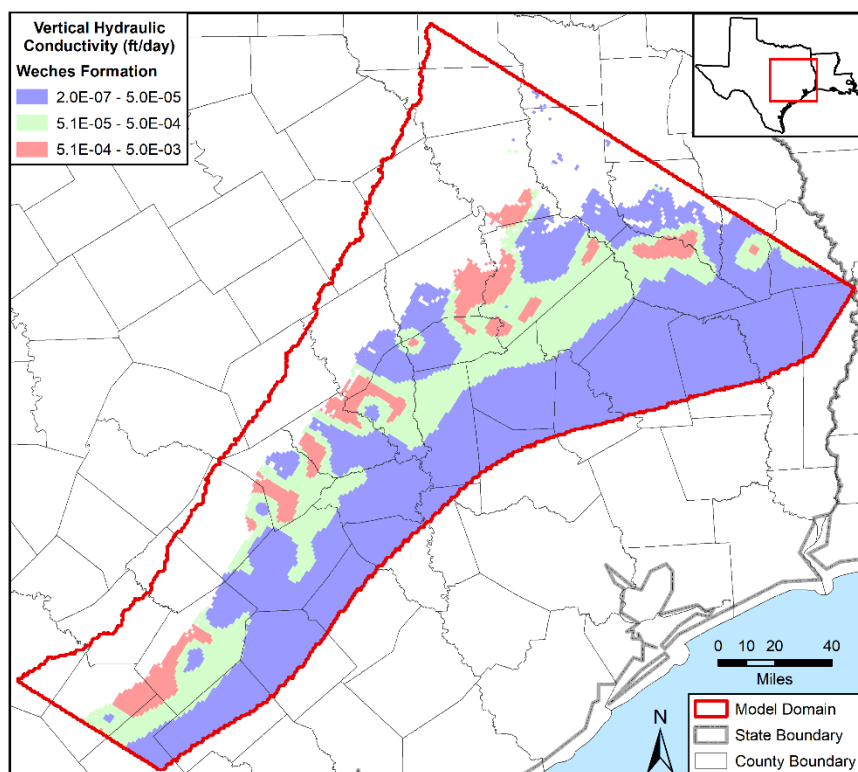 Vertical Hydraulic
Conductivity (ft/day)
Weches Formation
2.0E-07 - 5.0E-05
5.1E-05 - 5.0E-04
5.1E-04 - 5.0E-03
0 10 20 40
Miles
N
Model Domain
State Boundary
County Boundary